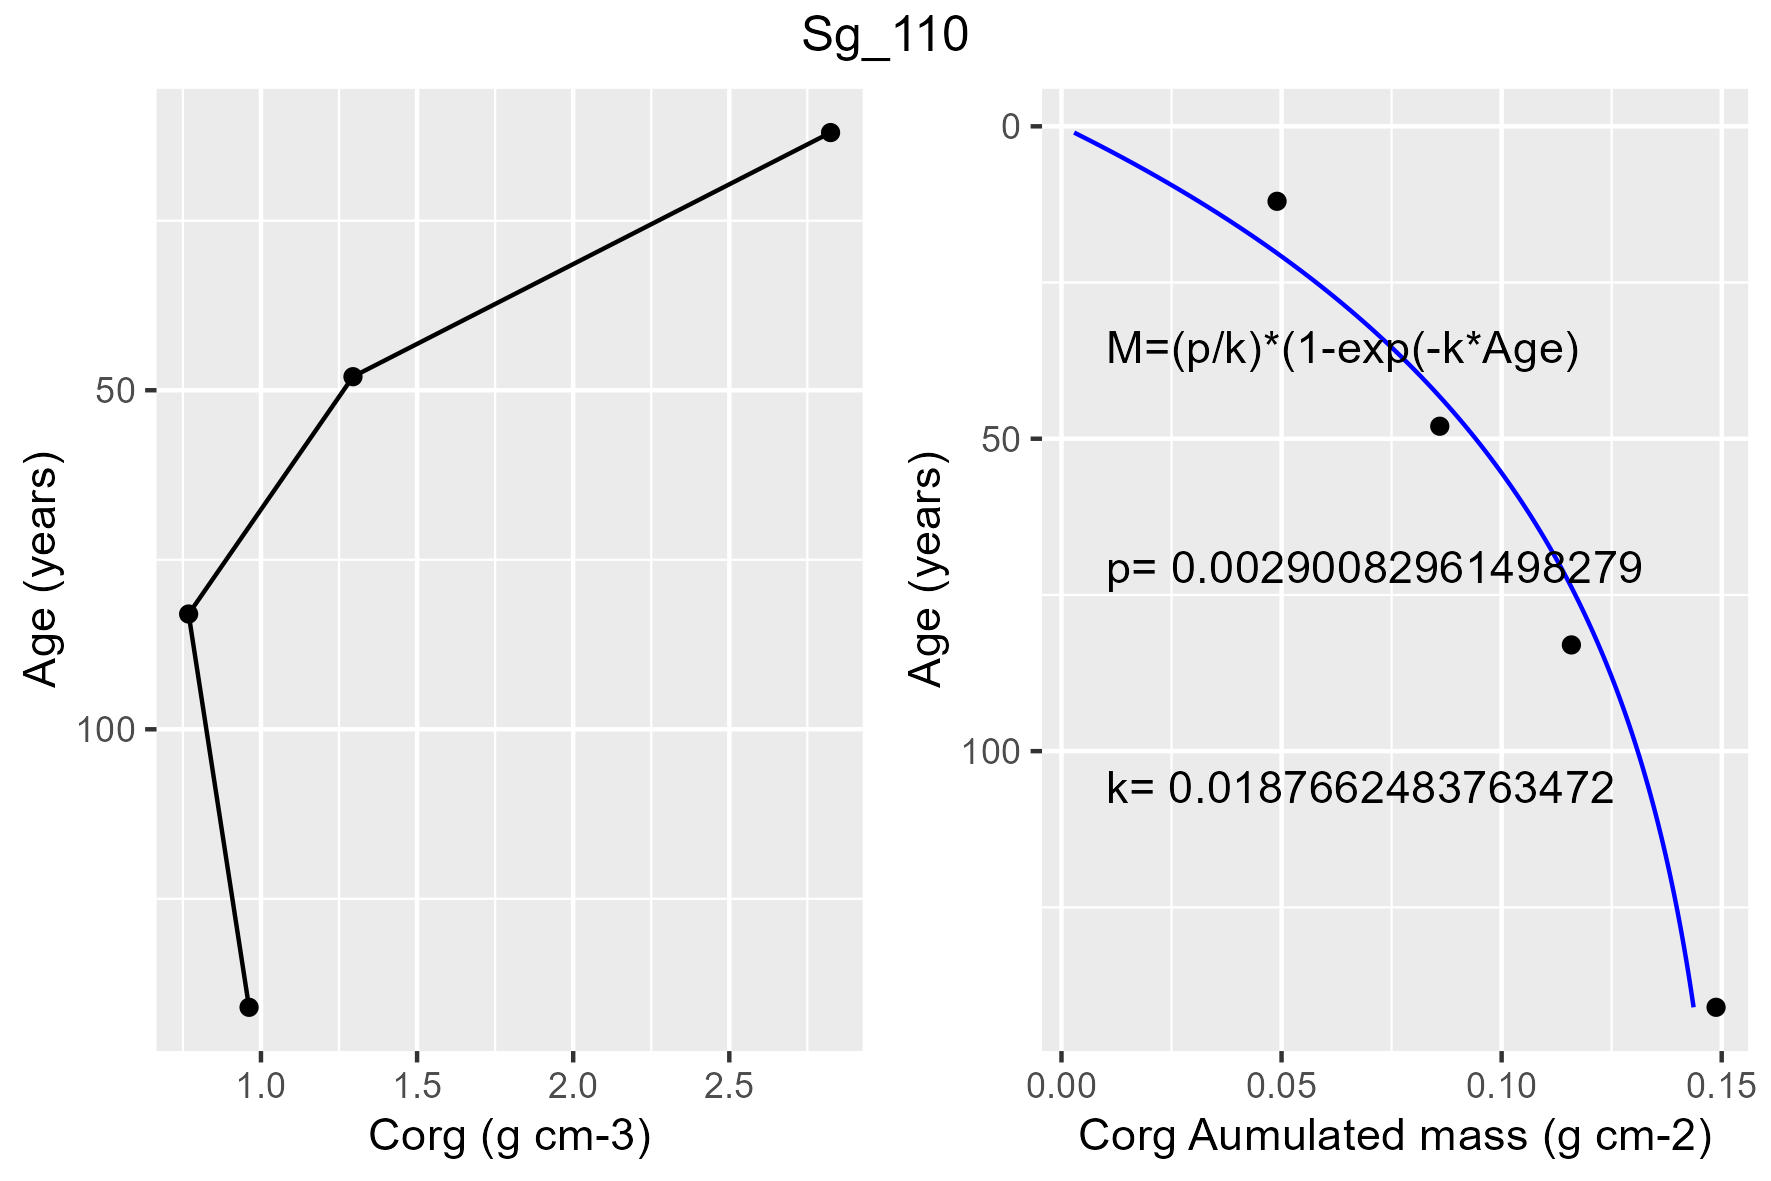 Sg_110
50
100
Age (years)
1.0 1.5 2.0 2.5
Corg (g cm-3)
0
50
100
Age (years)
M=(p/k)*(1-exp(-k*Age)
p= 0.00290082961498279
k= 0.0187662483763472
0.00 0.05 0.10 0.15
Corg Aumulated mass (g cm-2)